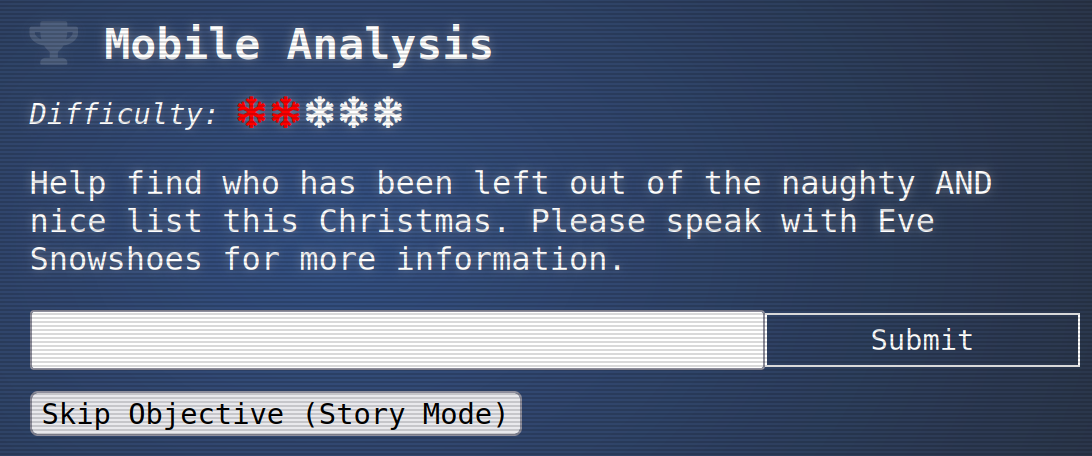 Mobile Analysis
Difficulty:
Help find who has been left out of the naughty AND
nice list this Christmas. Please speak with Eve
Snowshoes for more information.
Submit
Skip Objective (Story Mode)